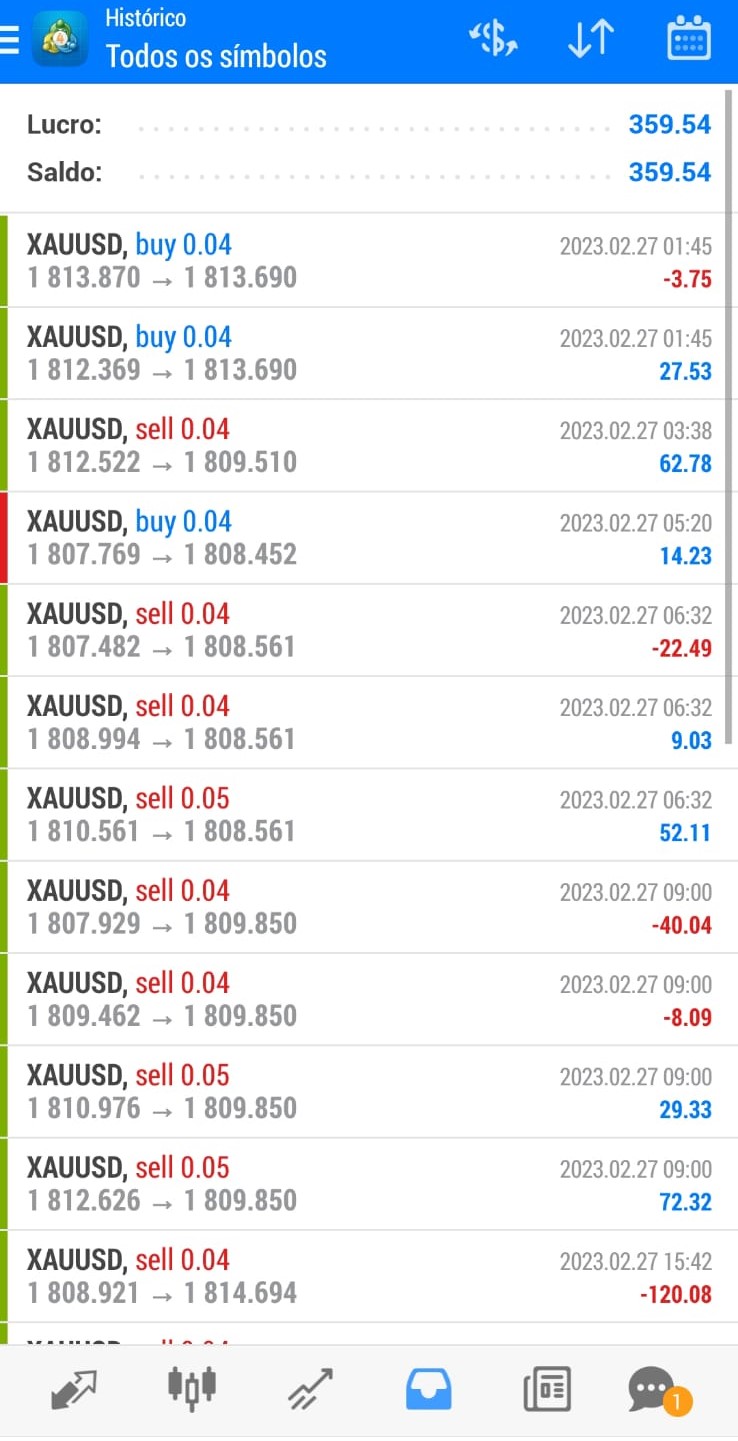 Histórico
Todos os símbolos
Lucro: 359.54
Saldo: 359.54
XAUUSD, buy 0.04 2023.02.27 01:45
1 813.870 → 1 813.690 -3.75
XAUUSD, buy 0.04 2023.02.27 01:45
1 812.369 → 1 813.690 27.53
XAUUSD, sell 0.04 2023.02.27 03:38
1 812.522 → 1 809.510 62.78
XAUUSD, buy 0.04 2023.02.27 05:20
1 807.769 → 1 808.452 14.23
XAUUSD, sell 0.04 2023.02.27 06:32
1 807.482 → 1 808.561 -22.49
XAUUSD, sell 0.04 2023.02.27 06:32
1 808.994 → 1 808.561 9.03
XAUUSD, sell 0.05 2023.02.27 06:32
1 810.561 → 1 808.561 52.11
XAUUSD, sell 0.04 2023.02.27 09:00
1 807.929 → 1 809.850 -40.04
XAUUSD, sell 0.04 2023.02.27 09:00
1 809.462 → 1 809.850 -8.09
XAUUSD, sell 0.05 2023.02.27 09:00
1 810.976 → 1 809.850 29.33
XAUUSD, sell 0.05 2023.02.27 09:00
1 812.626 → 1 809.850 72.32
XAUUSD, sell 0.04 2023.02.27 15:42
1 808.921 → 1 814.694 -120.08
1